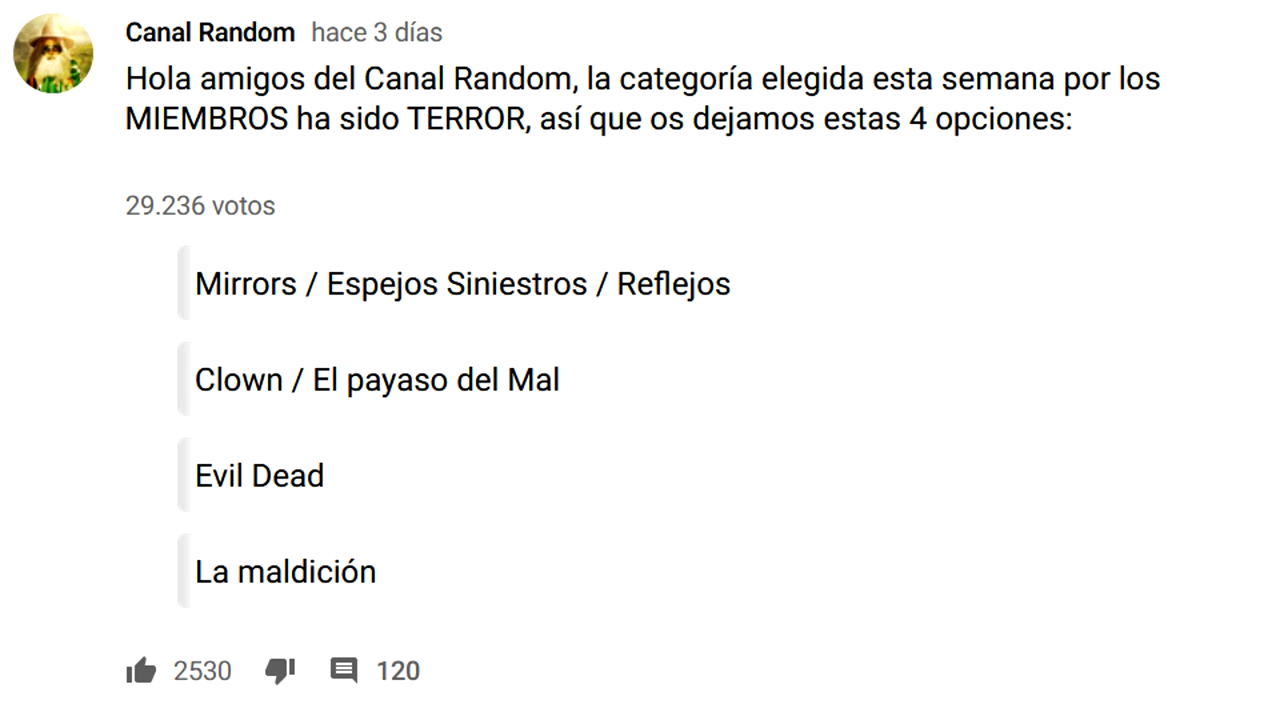 Canal Random hace 3 días
Hola amigos del Canal Random, la categoría elegida esta semana por los
MIEMBROS ha sido TERROR, así que os dejamos estas 4 opciones:
29.236 votos
Mirrors / Espejos Siniestros / Reflejos
Clown / El payaso del Mal
Evil Dead
La maldición
2530 120